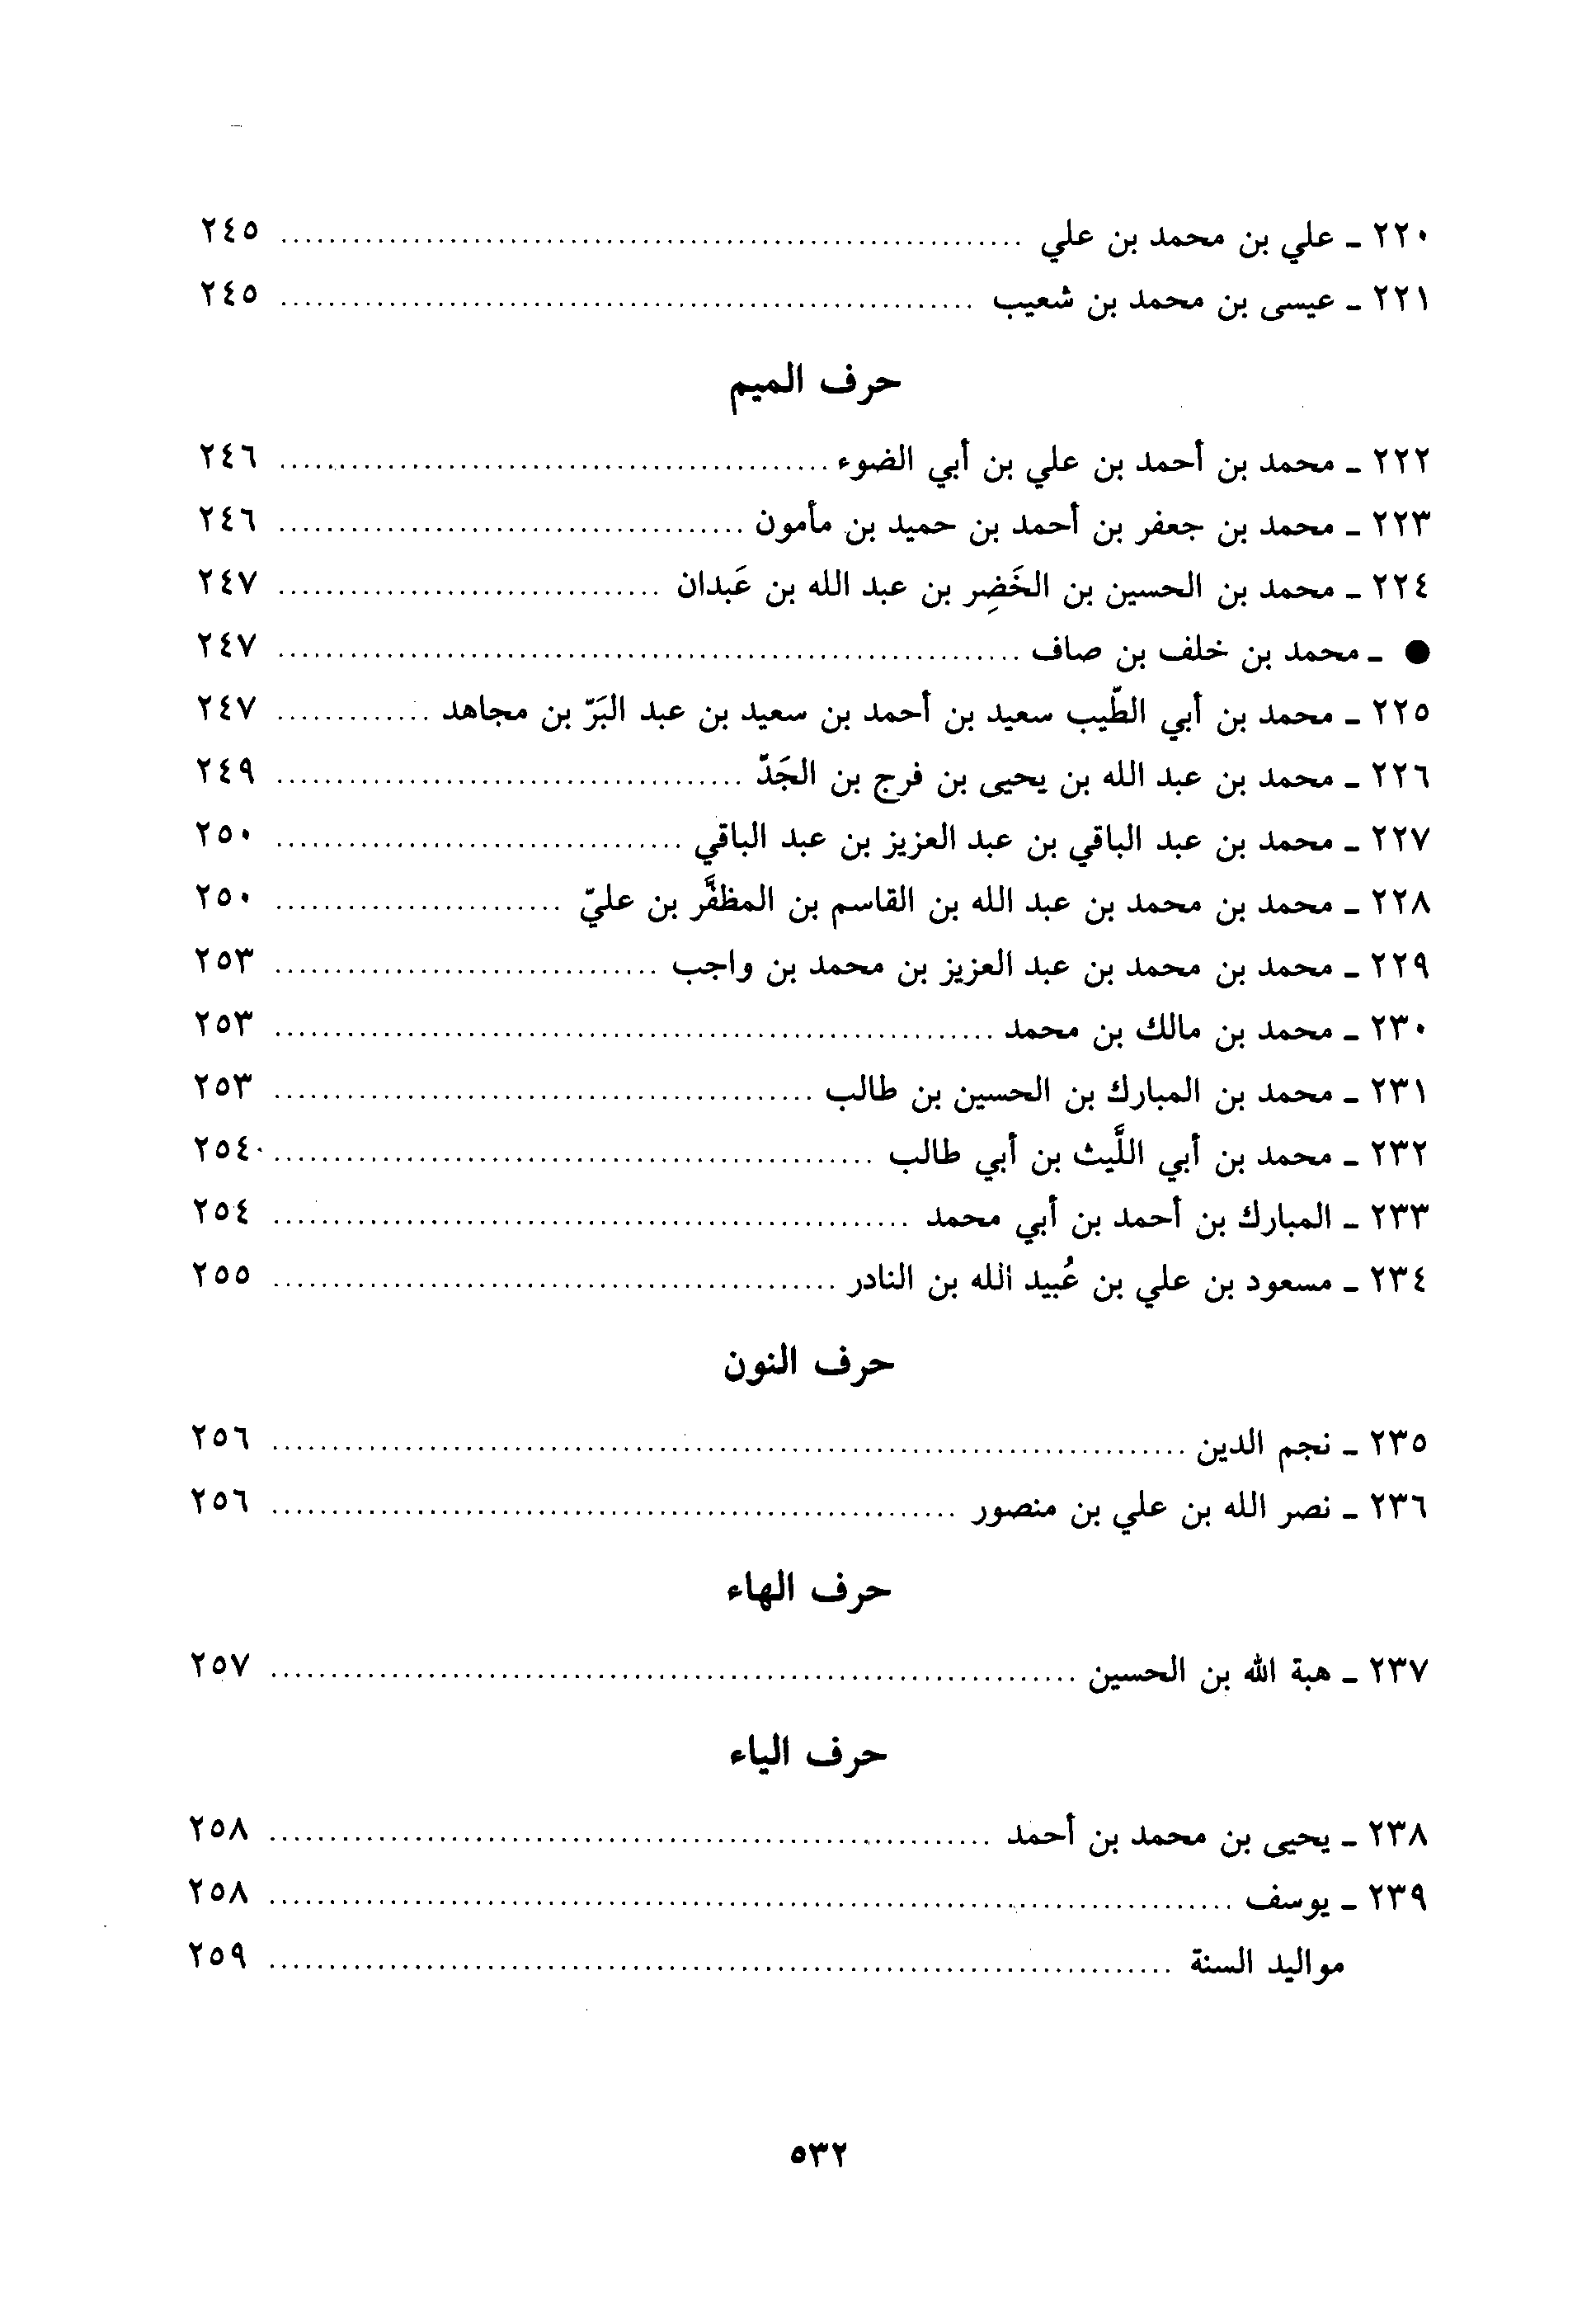 ٢٢٠ ـ علي بن محمد بن علي .......... ٢٤٥
٢٢١ ـ عيسى بن محمد بن شعيب .......... ٢٤٥
حرف الميم
٢٢٢ ـ محمد بن أحمد بن علي بن أبي الضوء .......... ٢٤٦
٢٢٣ ـ محمد بن جعفر بن أحمد بن حميد بن مأمون .......... ٢٤٦
٢٢٤ ـ محمد بن الحسين بن الخَضِر بن عبد الله بن عَبدان .......... ٢٤٧
● ـ محمد بن خلف بن صاف .......... ٢٤٧
٢٢٥ ـ محمد بن أبي الطّيب سعيد بن أحمد بن سعيد بن عبد البَرّ بن مجاهد .......... ٢٤٧
٢٢٦ ـ محمد بن عبد الله بن يحيى بن فرج بن الجَدّ .......... ٢٤٩
٢٢٧ ـ محمد بن عبد الباقي بن عبد العزيز بن عبد الباقي .......... ٢٥٠
٢٢٨ ـ محمد بن محمد بن عبد الله بن القاسم بن المظفَّر بن عليّ .......... ٢٥٠
٢٢٩ ـ محمد بن محمد بن عبد العزيز بن محمد بن واجب .......... ٢٥٣
٢٣٠ ـ محمد بن مالك بن محمد .......... ٢٥٣
٢٣١ ـ محمد بن المبارك بن الحسين بن طالب .......... ٢٥٣
٢٣٢ ـ محمد بن أبي اللَّيث بن أبي طالب .......... ٢٥٤
٢٣٣ ـ المبارك بن أحمد بن أبي محمد .......... ٢٥٤
٢٣٤ ـ مسعود بن علي بن عُبيد الله بن النادر .......... ٢٥٥
حرف النون
٢٣٥ ـ نجم الدين .......... ٢٥٦
٢٣٦ ـ نصر الله بن علي بن منصور .......... ٢٥٦
حرف الهاء
٢٣٧ ـ هبة الله بن الحسين .......... ٢٥٧
حرف الياء
٢٣٨ ـ يحيى بن محمد بن أحمد .......... ٢٥٨
٢٣٩ ـ يوسف .......... ٢٥٨
مواليد السنة .......... ٢٥٩
٥٣٢